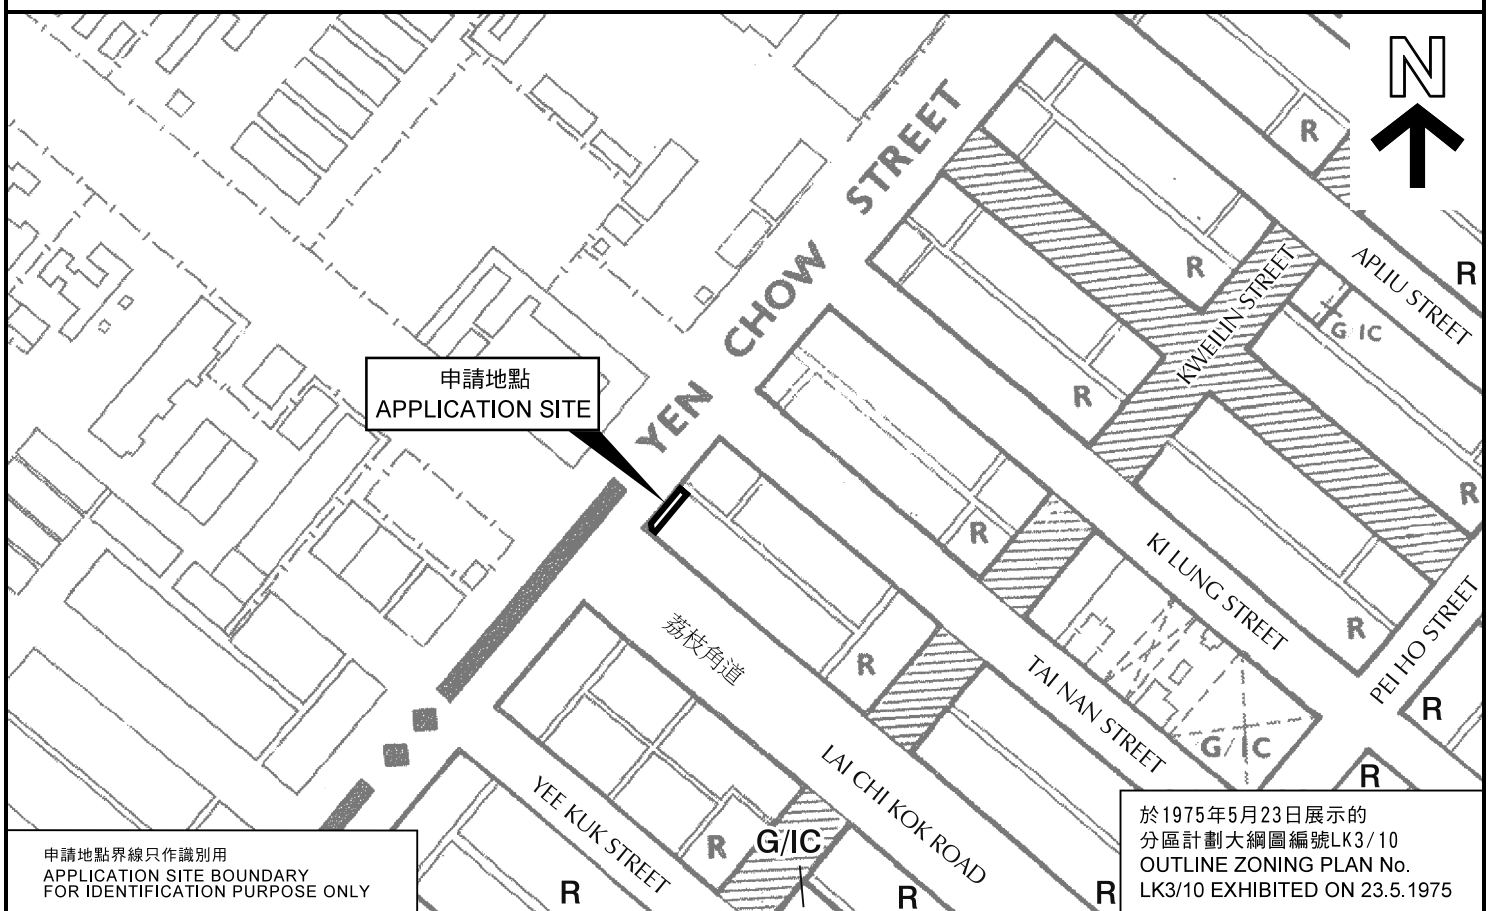 N
R
YEN CHOW STREET
APLIU STREET
R
R
KWEILIN STREET
G/IC
R
申請地點
APPLICATION SITE
R
R
KI LUNG STREET
R
PEI HO STREET
荔枝角道
R
TAI NAN STREET
R
G/IC
R
LAI CHI KOK ROAD
YEE KUK STREET
R
G/IC
R
R
R
申請地點界線只作識別用
APPLICATION SITE BOUNDARY
FOR IDENTIFICATION PURPOSE ONLY
於1975年5月23日展示的
分區計劃大綱圖編號LK3/10
OUTLINE ZONING PLAN No.
LK3/10 EXHIBITED ON 23.5.1975